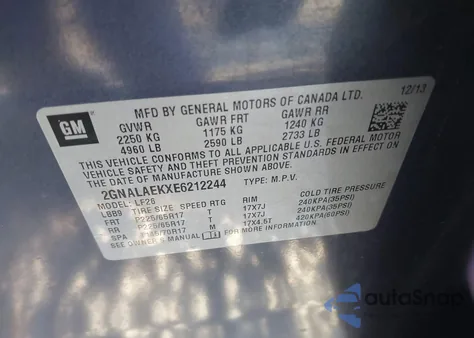 GM
MFD BY GENERAL MOTORS OF CANADA LTD.
12/13
GVWR GAWR FRT GAWR RR
2250 KG 1175 KG 1240 KG
4960 LB 2590 LB 2733 LB
THIS VEHICLE CONFORMS TO ALL APPLICABLE U.S. FEDERAL MOTOR
VEHICLE SAFETY, BUMPER, AND THEFT PREVENTION STANDARDS
IN EFFECT ON THE DATE OF MANUFACTURE SHOWN ABOVE.
2GNALAEKXE6212244 TYPE: M.P.V.
MODEL: LF26
LBB9 TIRE SIZE SPEED RTG RIM COLD TIRE PRESSURE
FRT P225/65R17 T 17X7J 240KPA(35PSI)
RR P225/65R17 T 17X7J 240KPA(35PSI)
SPA 70R17 M 17X4.5T 420KPA(60PSI)
SEE OWNER'S MANUAL FOR ADDITIONAL INFORMATION
autoSnap